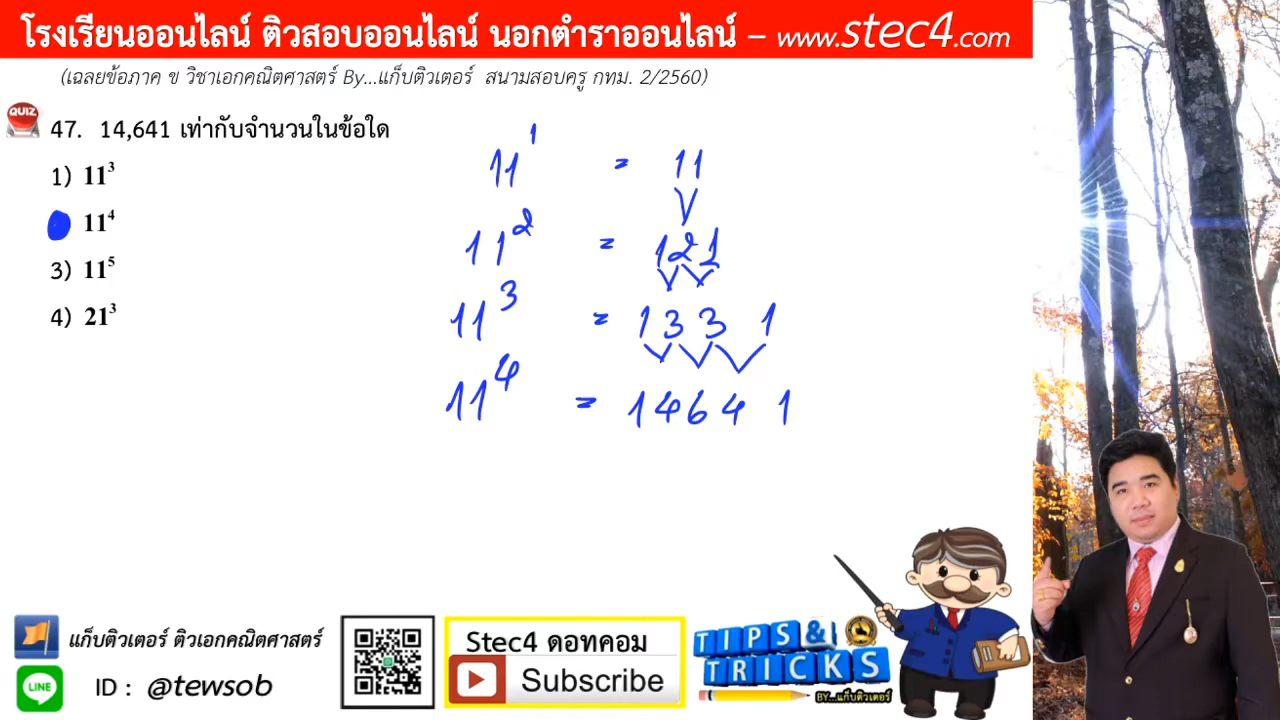 โรงเรียนออนไลน์ ติวสอบออนไลน์ นอกตำราออนไลน์ – www.stec4.com
(เฉลยข้อภาค ข วิชาเอกคณิตศาสตร์ By...แก็บติวเตอร์ สนามสอบครู กทม. 2/2560)
QUIZ
47. 14,641 เท่ากับจำนวนในข้อใด
1) 11³
11⁴
3) 11⁵
4) 21³
11¹ = 11
11² = 121
11³ = 1331
11⁴ = 14641
แก็บติวเตอร์ ติวเอกคณิตศาสตร์
LINE
ID : @tewsob
Stec4 ดอทคอม
Subscribe
TIPS &
TRICKS
BY...แก็บติวเตอร์